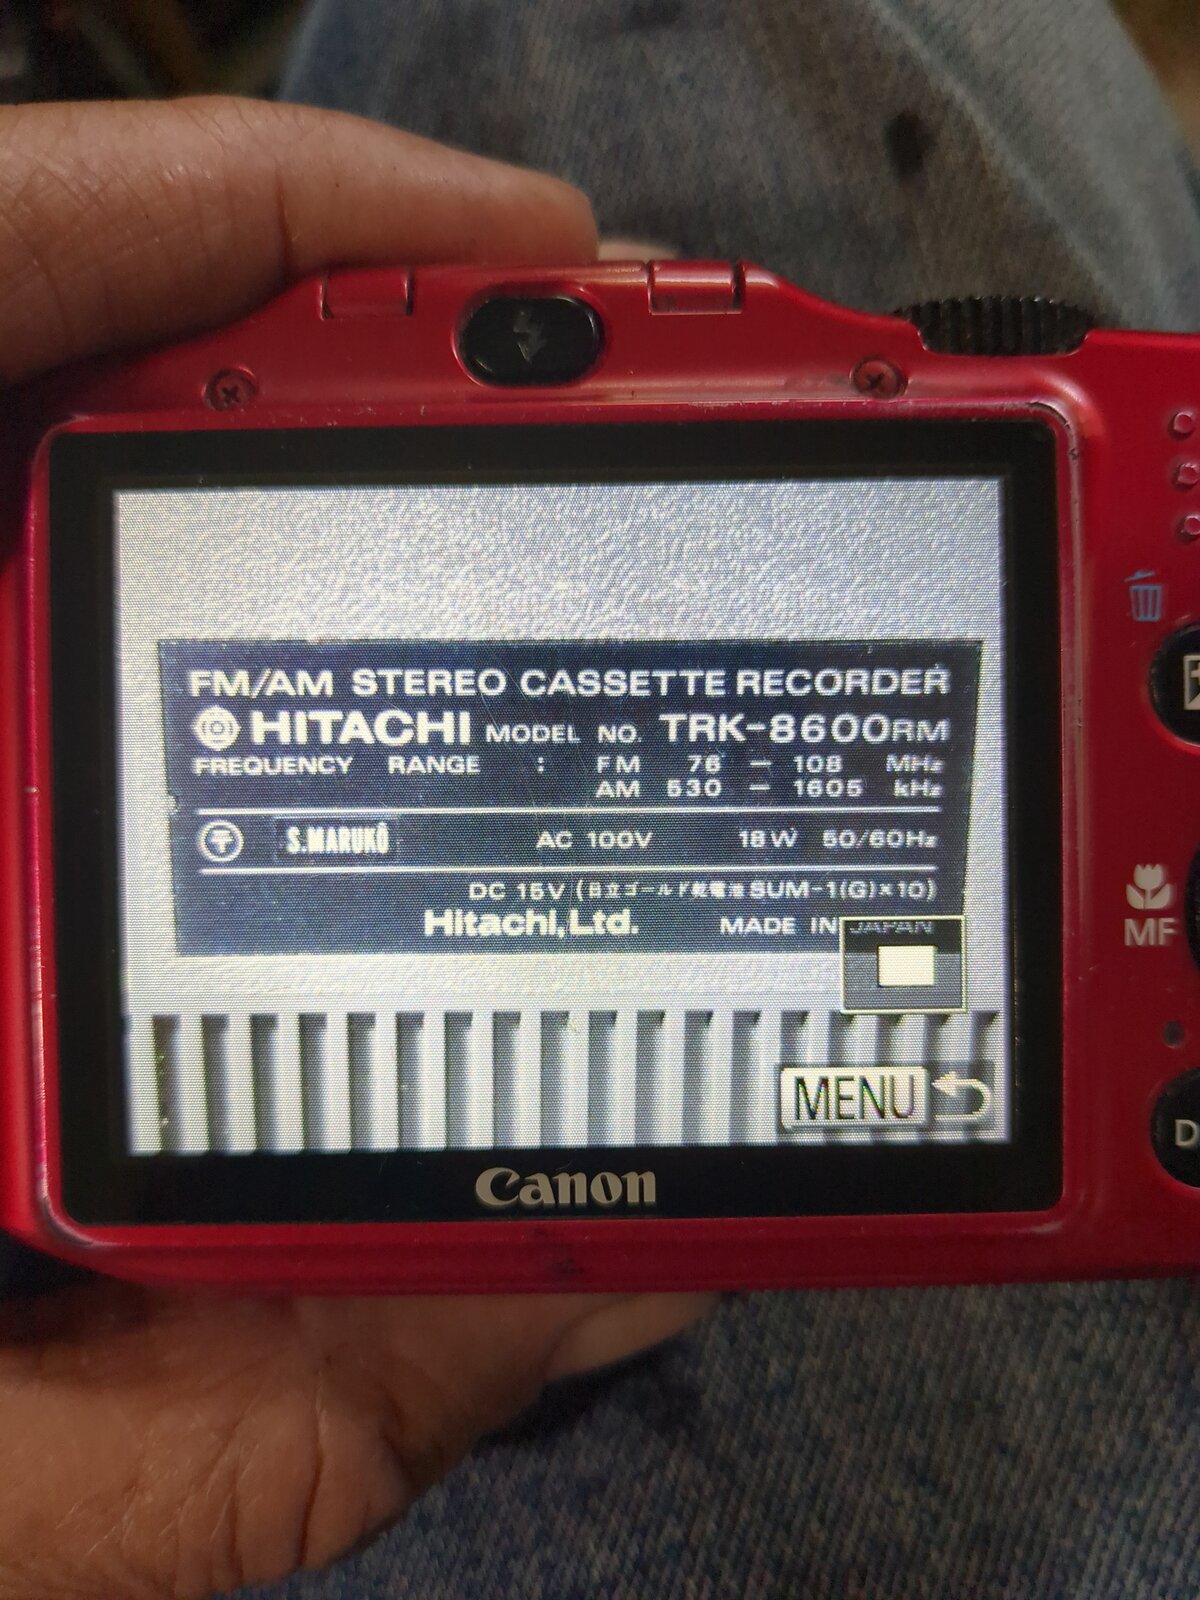 FM/AM STEREO CASSETTE RECORDER
HITACHI MODEL NO. TRK-8600RM
FREQUENCY RANGE : FM 76 – 108 MHz
AM 530 – 1605 kHz
〒 S.MARUKÔ AC 100V 18W 50/60Hz
DC 15V (日立ゴールド乾電池 SUM-1(G)×10)
Hitachi,Ltd. MADE IN JAPAN
MENU
Canon
MF
D